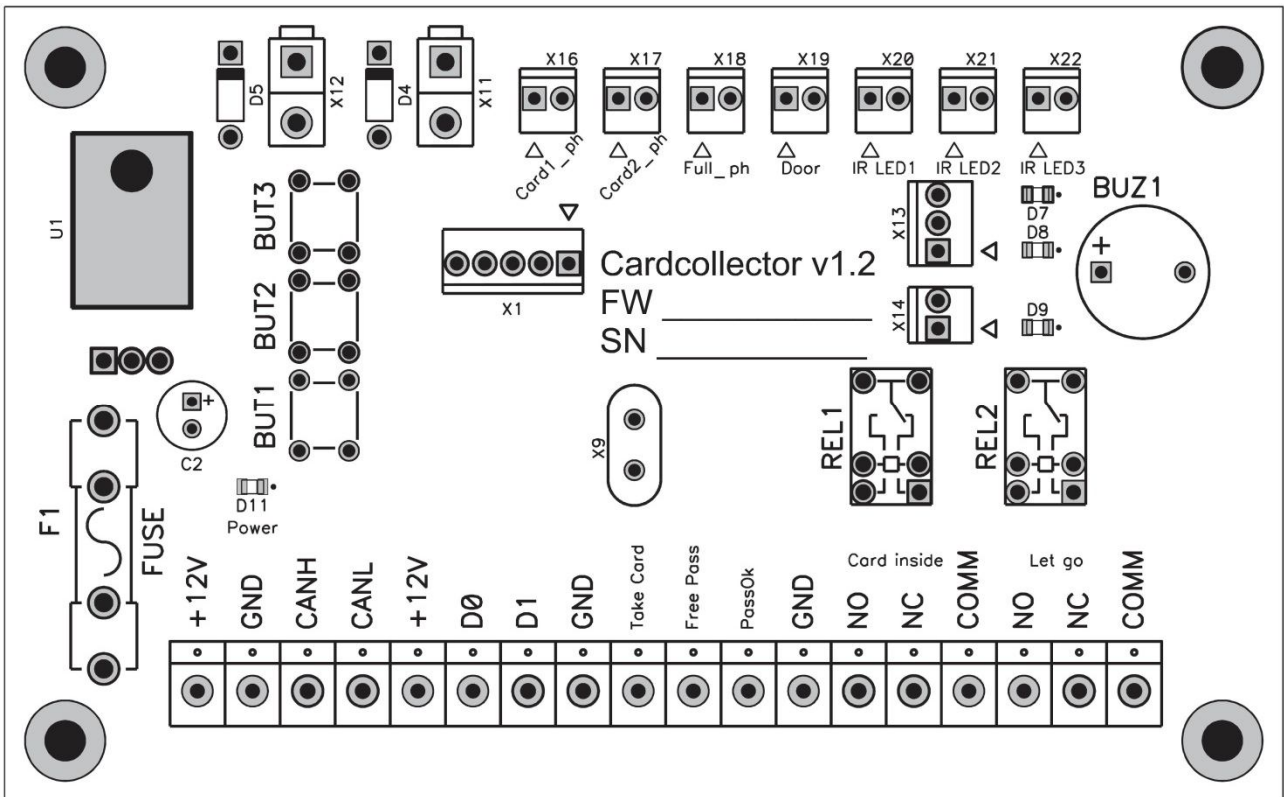 X16 X17 X18 X19 X20 X21 X22
D5 X12 D4 X11
Card1_ph Card2_ph Full_ph Door IR LED1 IR LED2 IR LED3
U1
BUT3
X13
D7
D8
BUZ1
+
X1
Cardcollector v1.2
FW
SN
BUT2
X14
D9
BUT1
+
C2
X9
REL1
REL2
D11
Power
F1
FUSE
Card inside
Let go
+12V GND CANH CANL +12V D0 D1 GND Take Card Free Pass PassOk GND NO NC COMM NO NC COMM